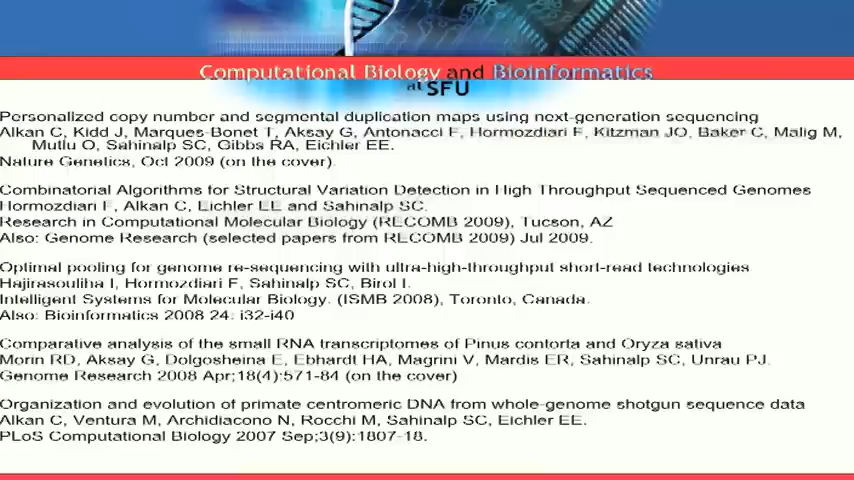 Computational Biology and Bioinformatics
at SFU
Personalized copy number and segmental duplication maps using next-generation sequencing
Alkan C, Kidd J, Marques-Bonet T, Aksay G, Antonacci F, Hormozdiari F, Kitzman JO, Baker C, Malig M,
Mutlu O, Sahinalp SC, Gibbs RA, Eichler EE.
Nature Genetics, Oct 2009 (on the cover).
Combinatorial Algorithms for Structural Variation Detection in High Throughput Sequenced Genomes
Hormozdiari F, Alkan C, Eichler EE and Sahinalp SC.
Research in Computational Molecular Biology (RECOMB 2009), Tucson, AZ
Also: Genome Research (selected papers from RECOMB 2009) Jul 2009.
Optimal pooling for genome re-sequencing with ultra-high-throughput short-read technologies
Hajirasouliha I, Hormozdiari F, Sahinalp SC, Birol I.
Intelligent Systems for Molecular Biology. (ISMB 2008), Toronto, Canada.
Also: Bioinformatics 2008 24: i32-i40
Comparative analysis of the small RNA transcriptomes of Pinus contorta and Oryza sativa
Morin RD, Aksay G, Dolgosheina E, Ebhardt HA, Magrini V, Mardis ER, Sahinalp SC, Unrau PJ.
Genome Research 2008 Apr;18(4):571-84 (on the cover)
Organization and evolution of primate centromeric DNA from whole-genome shotgun sequence data
Alkan C, Ventura M, Archidiacono N, Rocchi M, Sahinalp SC, Eichler EE.
PLoS Computational Biology 2007 Sep;3(9):1807-18.